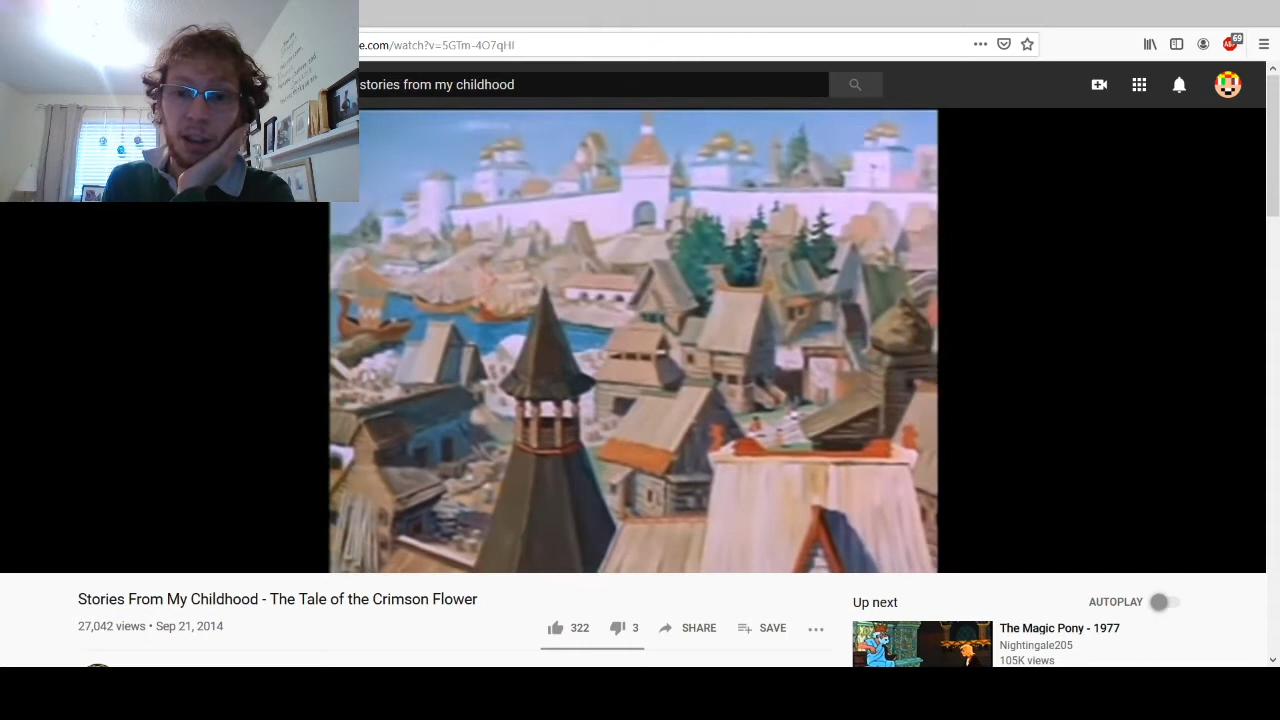 e.com/watch?v=5GTm-4O7qHI
69
stories from my childhood
Stories From My Childhood - The Tale of the Crimson Flower
27,042 views • Sep 21, 2014
322
3
SHARE
SAVE
Up next
AUTOPLAY
The Magic Pony - 1977
Nightingale205
105K views